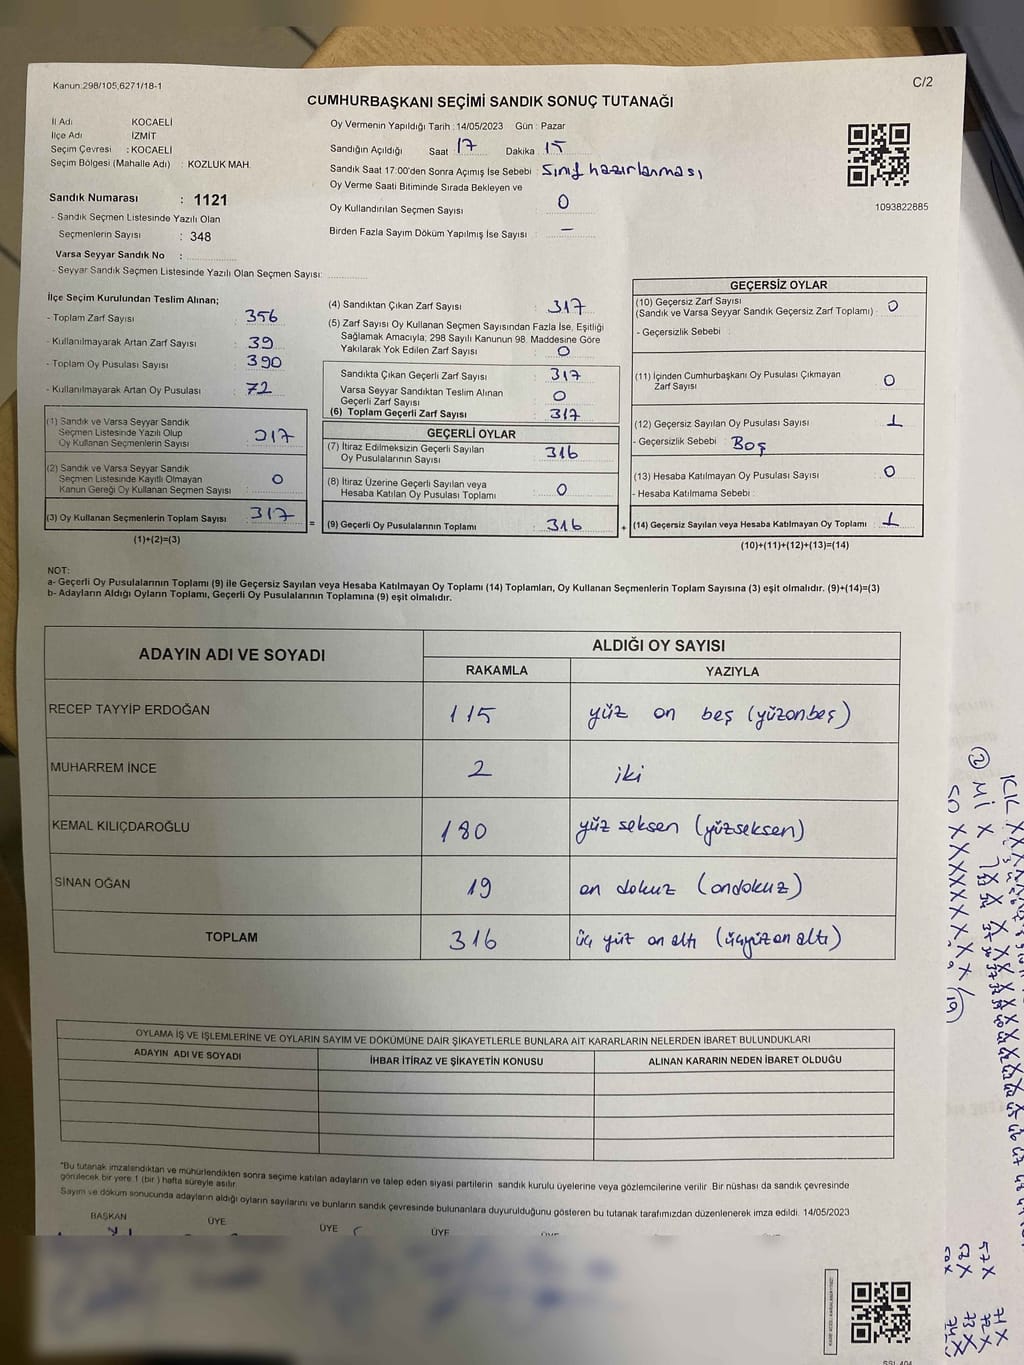 Kanun:298/105,6271/18-1
C/2
CUMHURBAŞKANI SEÇİMİ SANDIK SONUÇ TUTANAĞI
İl Adı KOCAELİ
İlçe Adı İZMİT
Seçim Çevresi : KOCAELİ
Seçim Bölgesi (Mahalle Adı) : KOZLUK MAH.
Sandık Numarası : 1121
- Sandık Seçmen Listesinde Yazılı Olan
Seçmenlerin Sayısı : 348
Varsa Seyyar Sandık No :
- Seyyar Sandık Seçmen Listesinde Yazılı Olan Seçmen Sayısı:
Oy Vermenin Yapıldığı Tarih : 14/05/2023 Gün : Pazar
Sandığın Açıldığı Saat 17 Dakika 15
Sandık Saat 17:00'den Sonra Açımış İse Sebebi : Sınıf hazırlanması
Oy Verme Saati Bitiminde Sırada Bekleyen ve
Oy Kullandırılan Seçmen Sayısı : 0
Birden Fazla Sayım Döküm Yapılmış İse Sayısı : –
1093822885
İlçe Seçim Kurulundan Teslim Alınan;
- Toplam Zarf Sayısı 356
- Kullanılmayarak Artan Zarf Sayısı 39
- Toplam Oy Pusulası Sayısı 390
- Kullanılmayarak Artan Oy Pusulası 72
(1) Sandık ve Varsa Seyyar Sandık
Seçmen Listesinde Yazılı Olup
Oy Kullanan Seçmenlerin Sayısı 317
(2) Sandık ve Varsa Seyyar Sandık
Seçmen Listesinde Kayıtlı Olmayan
Kanun Gereği Oy Kullanan Seçmen Sayısı 0
(3) Oy Kullanan Seçmenlerin Toplam Sayısı 317
(1)+(2)=(3)
(4) Sandıktan Çıkan Zarf Sayısı : 317
(5) Zarf Sayısı Oy Kullanan Seçmen Sayısından Fazla İse, Eşitliği
Sağlamak Amacıyla; 298 Sayılı Kanunun 98. Maddesine Göre
Yakılarak Yok Edilen Zarf Sayısı : 0
Sandıkta Çıkan Geçerli Zarf Sayısı : 317
Varsa Seyyar Sandıktan Teslim Alınan
Geçerli Zarf Sayısı : 0
(6) Toplam Geçerli Zarf Sayısı : 317
GEÇERLİ OYLAR
(7) İtiraz Edilmeksizin Geçerli Sayılan
Oy Pusulalarının Sayısı : 316
(8) İtiraz Üzerine Geçerli Sayılan veya
Hesaba Katılan Oy Pusulası Toplamı : 0
= (9) Geçerli Oy Pusulalarının Toplamı : 316
GEÇERSİZ OYLAR
(10) Geçersiz Zarf Sayısı
(Sandık ve Varsa Seyyar Sandık Geçersiz Zarf Toplamı) : 0
- Geçersizlik Sebebi :
(11) İçinden Cumhurbaşkanı Oy Pusulası Çıkmayan
Zarf Sayısı : 0
(12) Geçersiz Sayılan Oy Pusulası Sayısı : 1
- Geçersizlik Sebebi : Boş
(13) Hesaba Katılmayan Oy Pusulası Sayısı : 0
- Hesaba Katılmama Sebebi :
+ (14) Geçersiz Sayılan veya Hesaba Katılmayan Oy Toplamı : 1
(10)+(11)+(12)+(13)=(14)
NOT:
a- Geçerli Oy Pusulalarının Toplamı (9) ile Geçersiz Sayılan veya Hesaba Katılmayan Oy Toplamı (14) Toplamları, Oy Kullanan Seçmenlerin Toplam Sayısına (3) eşit olmalıdır. (9)+(14)=(3)
b- Adayların Aldığı Oyların Toplamı, Geçerli Oy Pusulalarının Toplamına (9) eşit olmalıdır.
ADAYIN ADI VE SOYADI
ALDIĞI OY SAYISI
RAKAMLA YAZIYLA
RECEP TAYYİP ERDOĞAN 115 yüz on beş (yüzonbeş)
MUHARREM İNCE 2 iki
KEMAL KILIÇDAROĞLU 180 yüz seksen (yüzseksen)
SİNAN OĞAN 19 on dokuz (ondokuz)
TOPLAM 316 üç yüz on altı (üçyüzonaltı)
OYLAMA İŞ VE İŞLEMLERİNE VE OYLARIN SAYIM VE DÖKÜMÜNE DAİR ŞİKAYETLERLE BUNLARA AİT KARARLARIN NELERDEN İBARET BULUNDUKLARI
ADAYIN ADI VE SOYADI İHBAR İTİRAZ VE ŞİKAYETİN KONUSU ALINAN KARARIN NEDEN İBARET OLDUĞU
*Bu tutanak imzalandıktan ve mühürlendikten sonra seçime katılan adayların ve talep eden siyasi partilerin sandık kurulu üyelerine veya gözlemcilerine verilir. Bir nüshası da sandık çevresinde
görülecek bir yere 1 (bir) hafta süreyle asılır.
Sayım ve döküm sonucunda adayların aldığı oyların sayılarını ve bunların sandık çevresinde bulunanlara duyurulduğunu gösteren bu tutanak tarafımızdan düzenlenerek imza edildi. 14/05/2023
BAŞKAN ÜYE ÜYE ÜYE